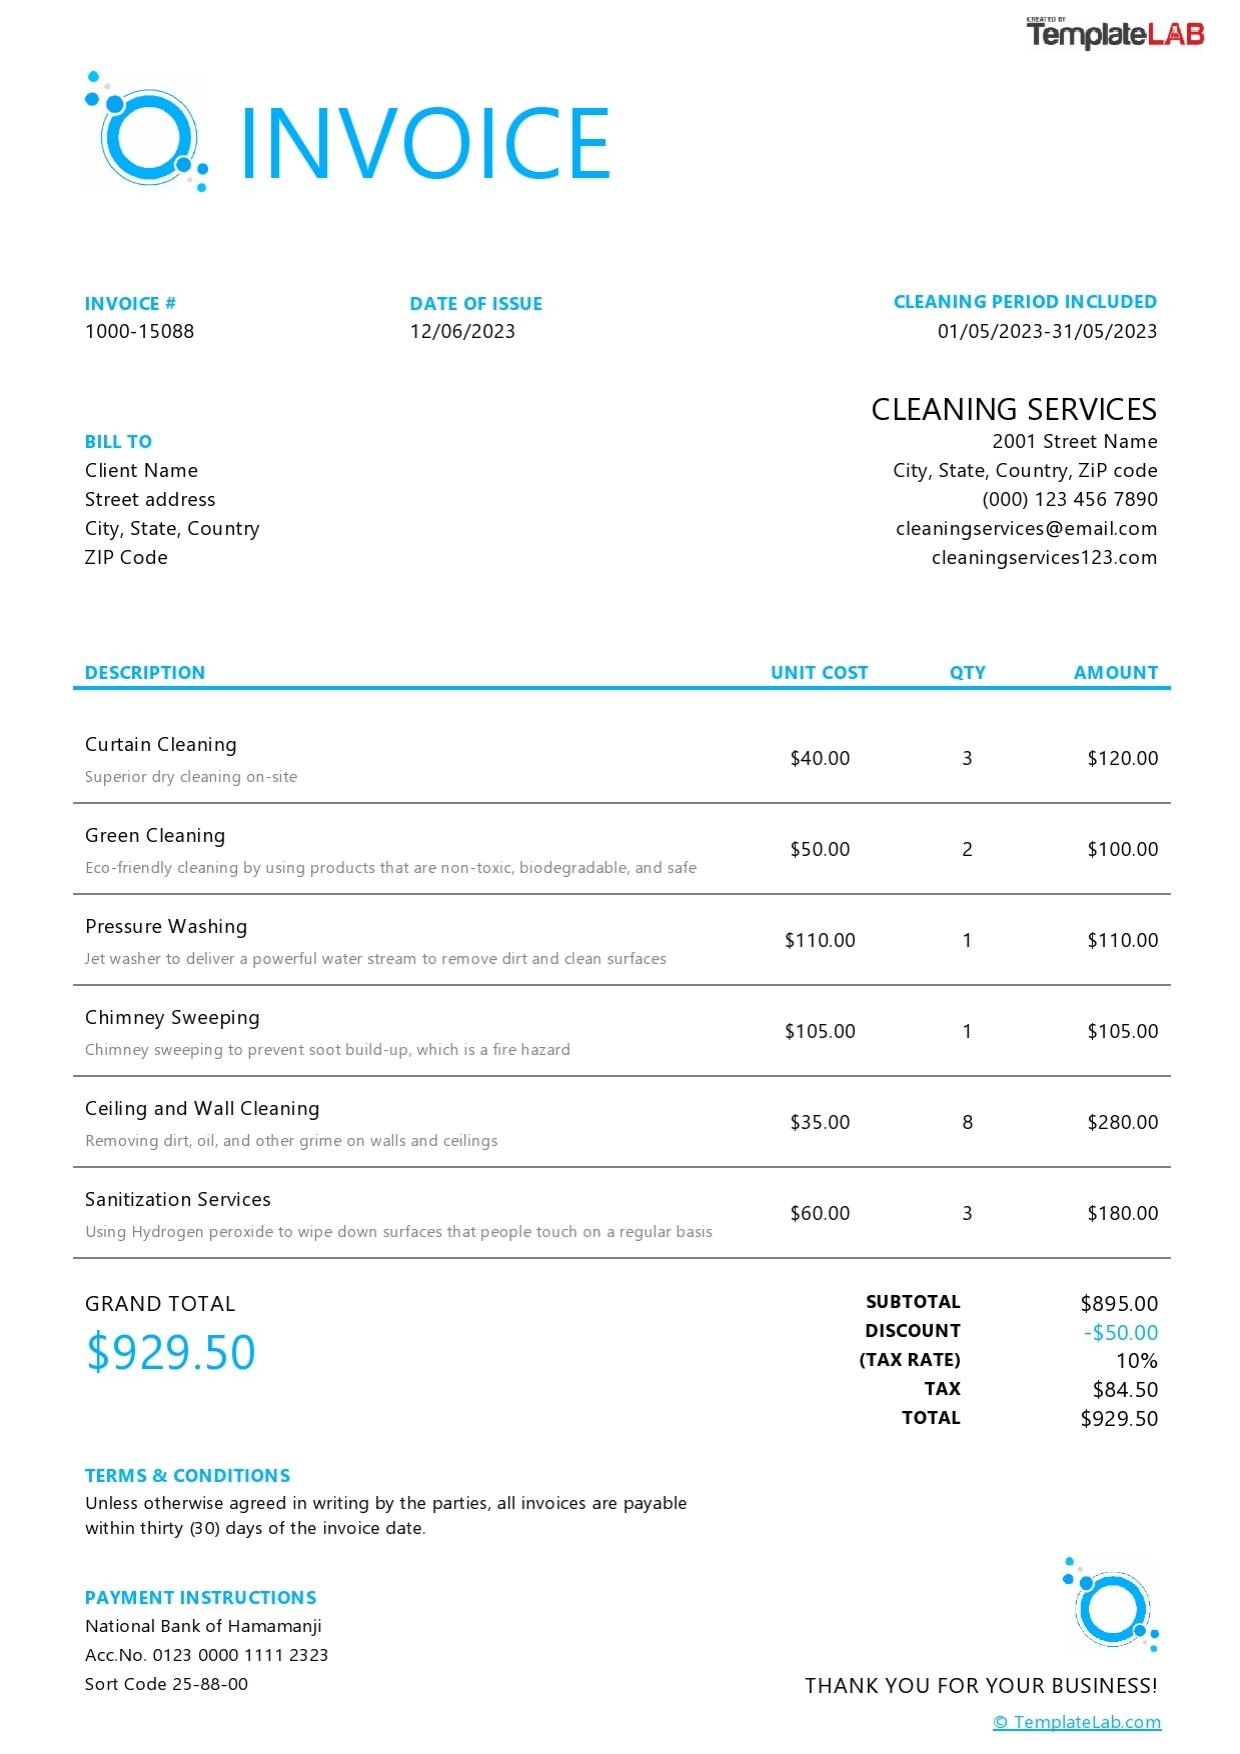 CREATED BY
TemplateLAB
INVOICE
INVOICE # DATE OF ISSUE CLEANING PERIOD INCLUDED
1000-15088 12/06/2023 01/05/2023-31/05/2023
CLEANING SERVICES
BILL TO 2001 Street Name
Client Name City, State, Country, ZiP code
Street address (000) 123 456 7890
City, State, Country cleaningservices@email.com
ZIP Code cleaningservices123.com
DESCRIPTION UNIT COST QTY AMOUNT
Curtain Cleaning $40.00 3 $120.00
Superior dry cleaning on-site
Green Cleaning $50.00 2 $100.00
Eco-friendly cleaning by using products that are non-toxic, biodegradable, and safe
Pressure Washing $110.00 1 $110.00
Jet washer to deliver a powerful water stream to remove dirt and clean surfaces
Chimney Sweeping $105.00 1 $105.00
Chimney sweeping to prevent soot build-up, which is a fire hazard
Ceiling and Wall Cleaning $35.00 8 $280.00
Removing dirt, oil, and other grime on walls and ceilings
Sanitization Services $60.00 3 $180.00
Using Hydrogen peroxide to wipe down surfaces that people touch on a regular basis
GRAND TOTAL
$929.50
SUBTOTAL $895.00
DISCOUNT -$50.00
(TAX RATE) 10%
TAX $84.50
TOTAL $929.50
TERMS & CONDITIONS
Unless otherwise agreed in writing by the parties, all invoices are payable
within thirty (30) days of the invoice date.
PAYMENT INSTRUCTIONS
National Bank of Hamamanji
Acc.No. 0123 0000 1111 2323
Sort Code 25-88-00
THANK YOU FOR YOUR BUSINESS!
© TemplateLab.com